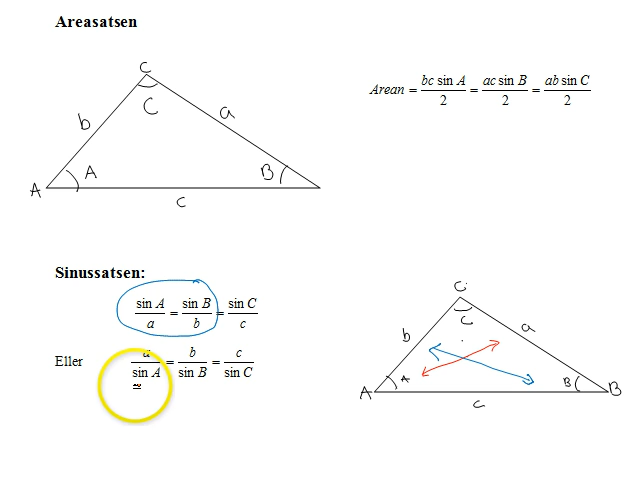 Areasatsen
C
C
b
a
A
A
B
c
Arean = bc sin A / 2 = ac sin B / 2 = ab sin C / 2
Sinussatsen:
sin A / a = sin B / b = sin C / c
Eller a / sin A = b / sin B = c / sin C
C
C
b
a
A
A
B
B
c